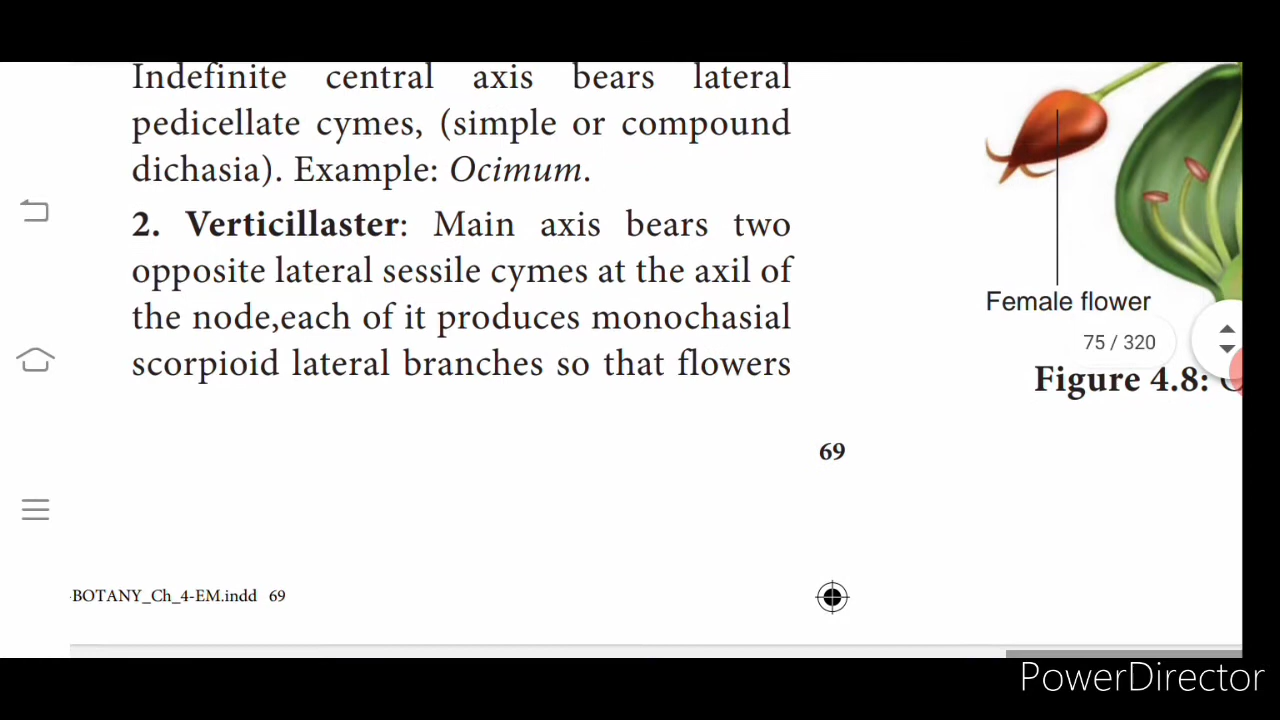 Indefinite central axis bears lateral
pedicellate cymes, (simple or compound
dichasia). Example: Ocimum.
2. Verticillaster: Main axis bears two
opposite lateral sessile cymes at the axil of
the node,each of it produces monochasial
scorpioid lateral branches so that flowers
Female flower
75 / 320
Figure 4.8:
69
BOTANY_Ch_4-EM.indd 69
PowerDirector